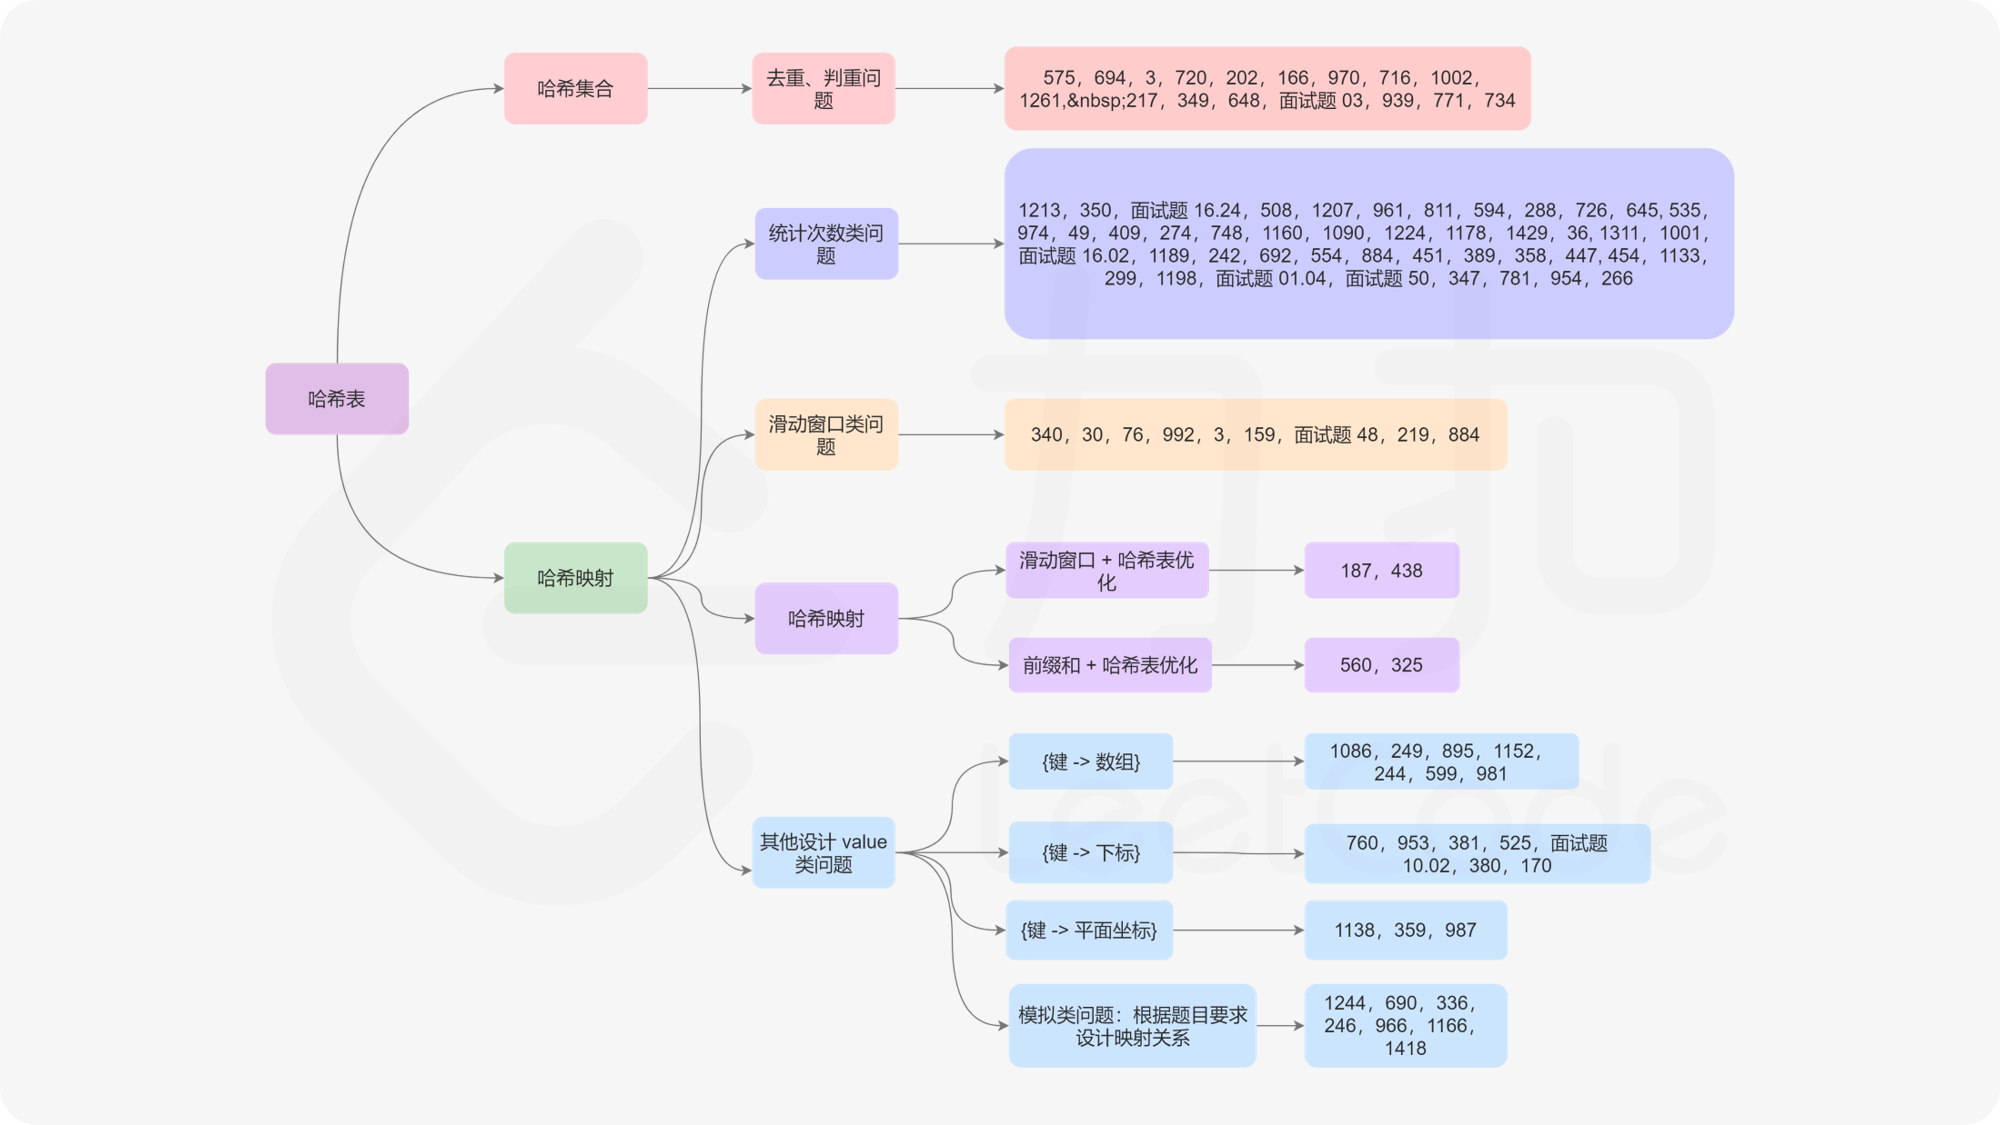 哈希表
哈希集合
去重、判重问
题
575，694，3，720，202，166，970，716，1002，
1261,&nbsp;217，349，648，面试题 03，939，771，734
哈希映射
统计次数类问
题
1213，350，面试题 16.24，508，1207，961，811，594，288，726，645, 535，
974，49，409，274，748，1160，1090，1224，1178，1429，36, 1311，1001，
面试题 16.02，1189，242，692，554，884，451，389，358，447, 454，1133，
299，1198，面试题 01.04，面试题 50，347，781，954，266
滑动窗口类问
题
340，30，76，992，3，159，面试题 48，219，884
哈希映射
滑动窗口 + 哈希表优
化
187，438
前缀和 + 哈希表优化
560，325
其他设计 value
类问题
{键 -> 数组}
1086，249，895，1152，
244，599，981
{键 -> 下标}
760，953，381，525，面试题
10.02，380，170
{键 -> 平面坐标}
1138，359，987
模拟类问题：根据题目要求
设计映射关系
1244，690，336，
246，966，1166，
1418
力扣
LeetCode